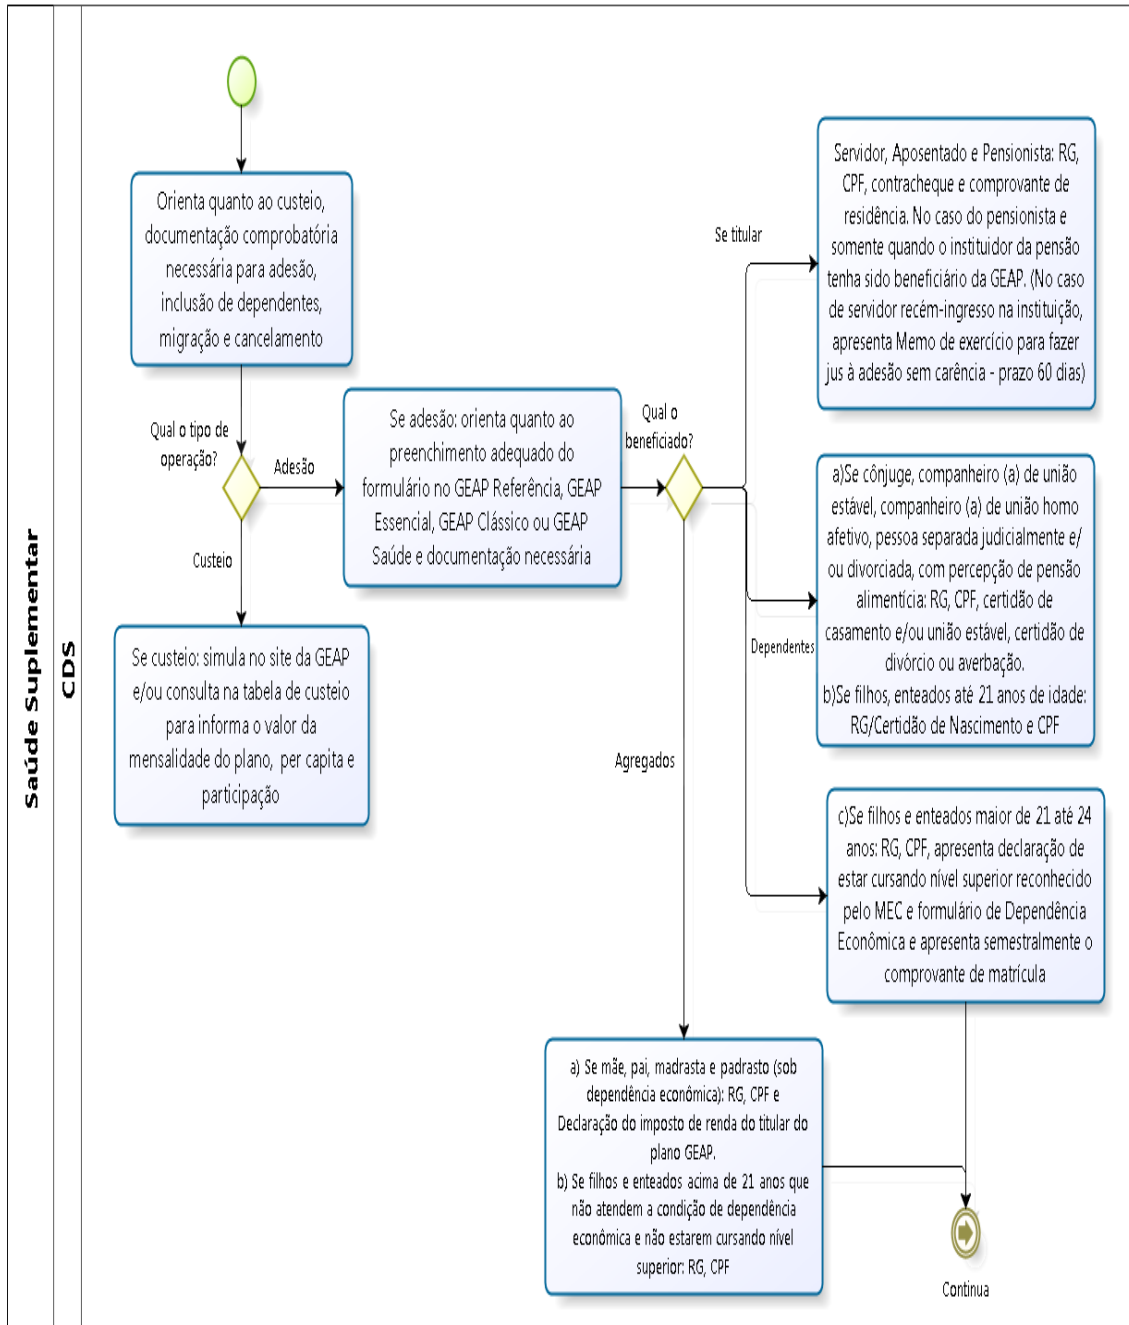 Saúde Suplementar
CDS
Orienta quanto ao custeio,
documentação comprobatória
necessária para adesão,
inclusão de dependentes,
migração e cancelamento
Qual o tipo de
operação?
Adesão
Custeio
Se custeio: simula no site da GEAP
e/ou consulta na tabela de custeio
para informa o valor da
mensalidade do plano, per capita e
participação
Se adesão: orienta quanto ao
preenchimento adequado do
formulário no GEAP Referência, GEAP
Essencial, GEAP Clássico ou GEAP
Saúde e documentação necessária
Qual o
beneficiado?
Se titular
Servidor, Aposentado e Pensionista: RG,
CPF, contracheque e comprovante de
residência. No caso do pensionista e
somente quando o instituidor da pensão
tenha sido beneficiário da GEAP. (No caso
de servidor recém-ingresso na instituição,
apresenta Memo de exercício para fazer
jus à adesão sem carência - prazo 60 dias)
Dependentes
a)Se cônjuge, companheiro (a) de união
estável, companheiro (a) de união homo
afetivo, pessoa separada judicialmente e/
ou divorciada, com percepção de pensão
alimentícia: RG, CPF, certidão de
casamento e/ou união estável, certidão de
divórcio ou averbação.
b)Se filhos, enteados até 21 anos de idade:
RG/Certidão de Nascimento e CPF
c)Se filhos e enteados maior de 21 até 24
anos: RG, CPF, apresenta declaração de
estar cursando nível superior reconhecido
pelo MEC e formulário de Dependência
Econômica e apresenta semestralmente o
comprovante de matrícula
Agregados
a) Se mãe, pai, madrasta e padrasto (sob
dependência econômica): RG, CPF e
Declaração do imposto de renda do titular do
plano GEAP.
b) Se filhos e enteados acima de 21 anos que
não atendem a condição de dependência
econômica e não estarem cursando nível
superior: RG, CPF
Continua